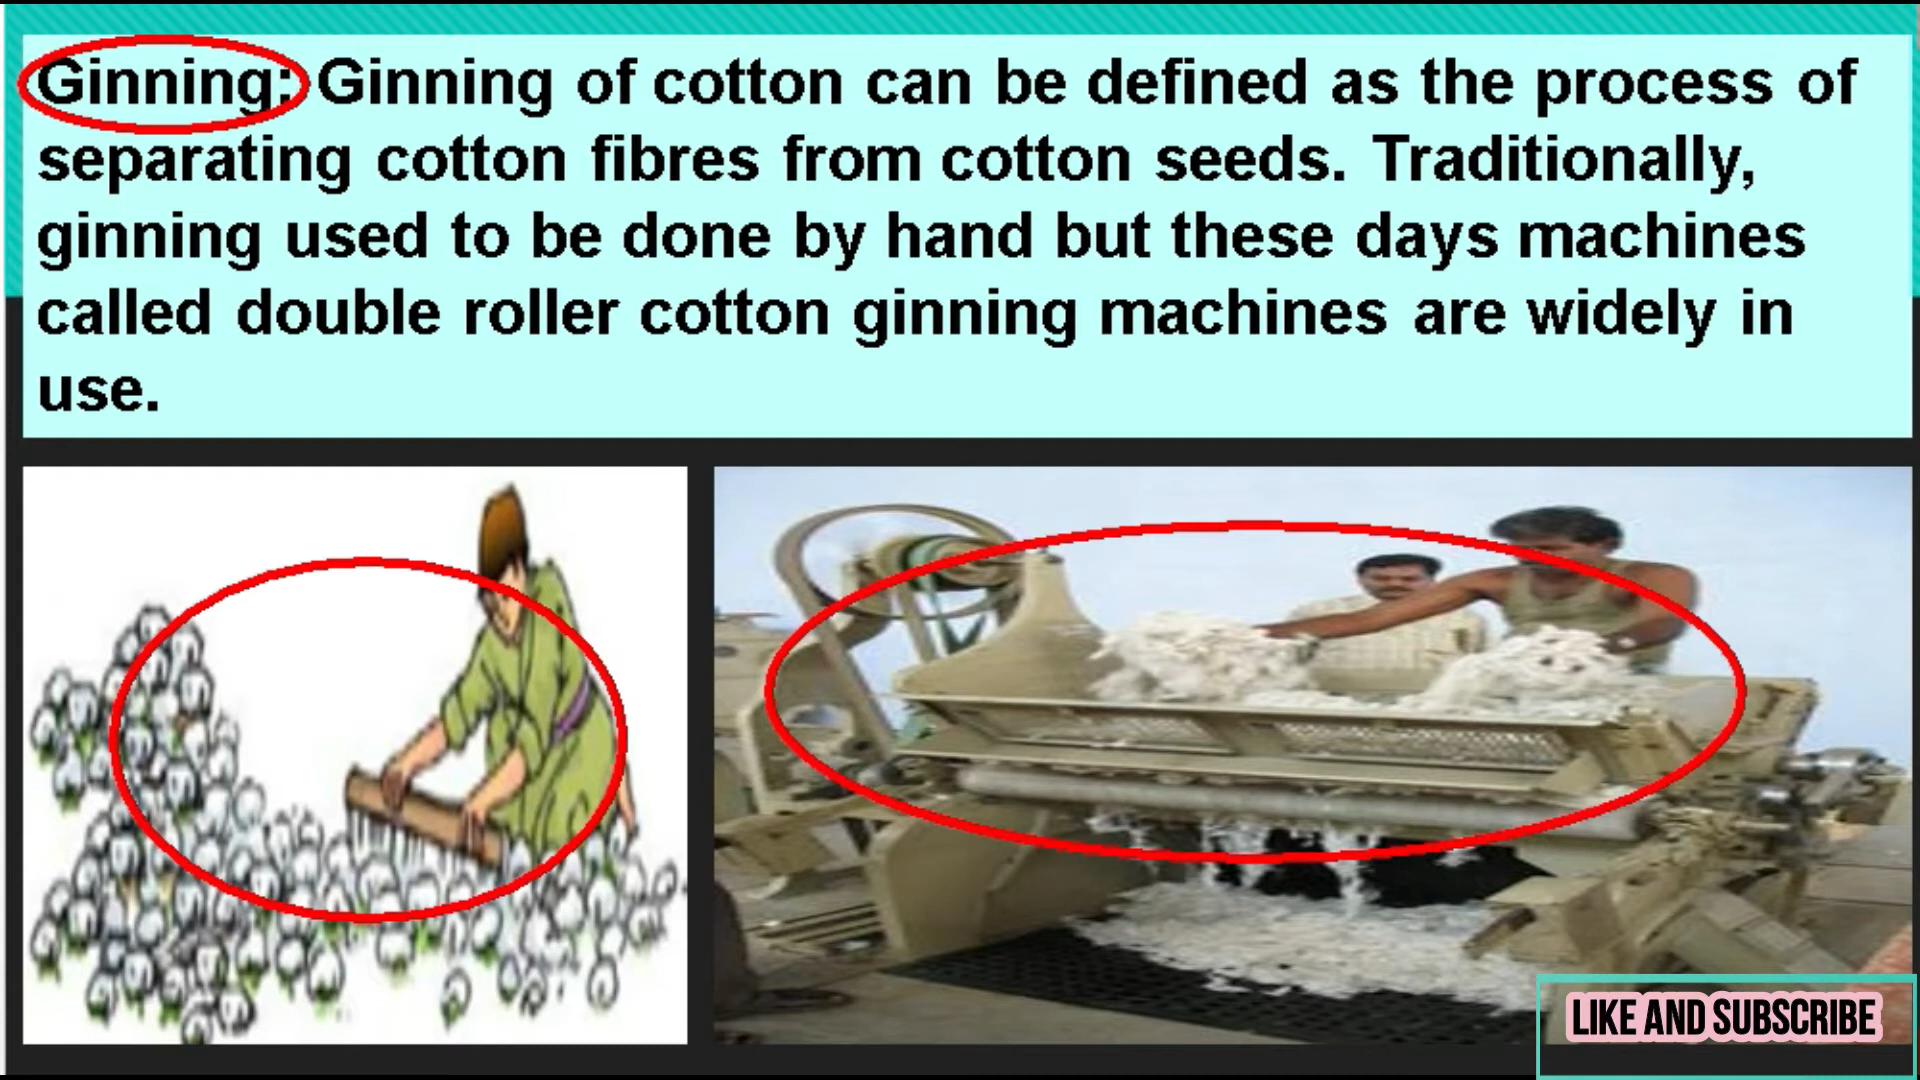 Ginning: Ginning of cotton can be defined as the process of
separating cotton fibres from cotton seeds. Traditionally,
ginning used to be done by hand but these days machines
called double roller cotton ginning machines are widely in
use.
LIKE AND SUBSCRIBE